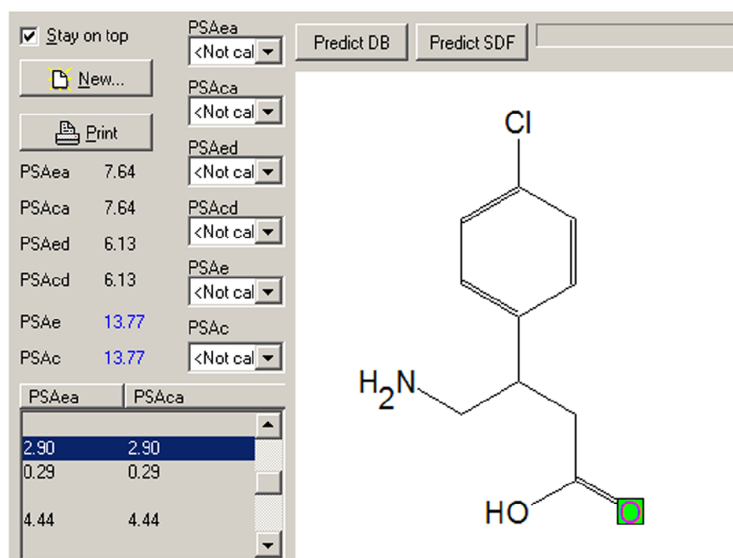 Stay on top
New...
Print
PSAea 7.64
PSAca 7.64
PSAed 6.13
PSAcd 6.13
PSAe 13.77
PSAc 13.77
PSAea
<Not cal
PSAca
<Not cal
PSAed
<Not cal
PSAcd
<Not cal
PSAe
<Not cal
PSAc
<Not cal
PSAea PSAca
2.90 2.90
0.29 0.29
4.44 4.44
Predict DB Predict SDF
Cl
H2N
HO O